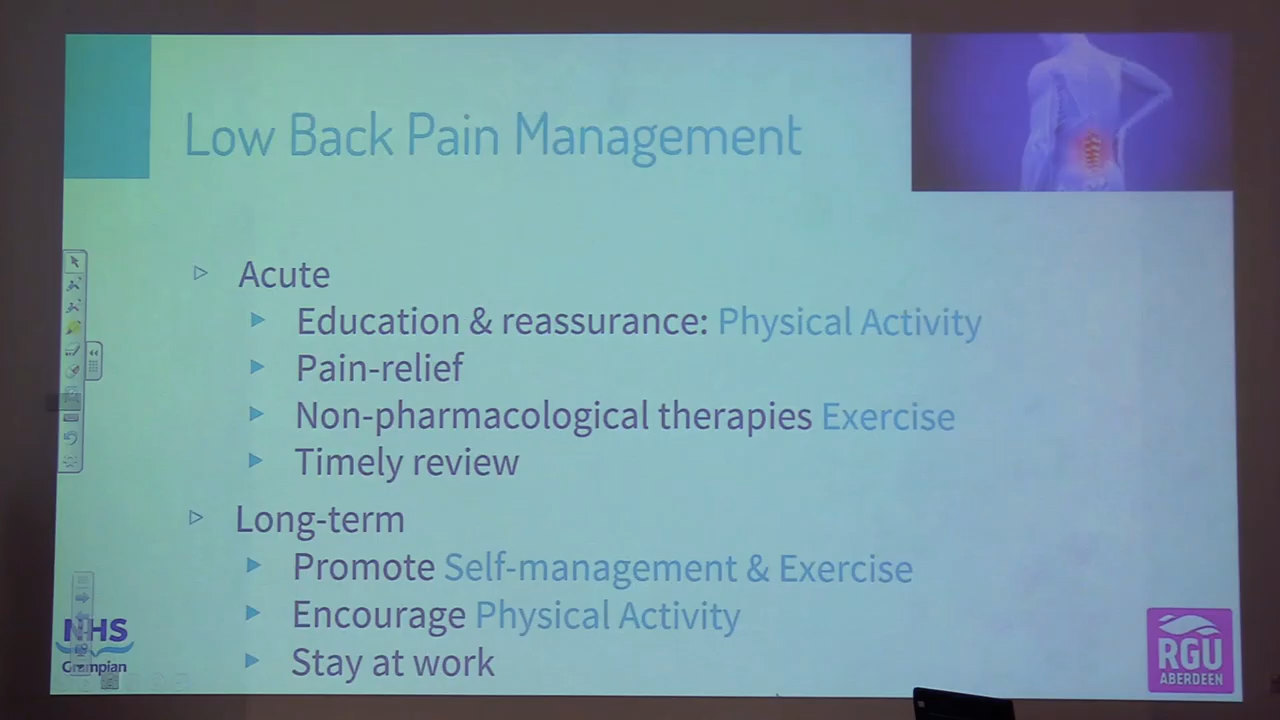 Low Back Pain Management
Acute
Education & reassurance: Physical Activity
Pain-relief
Non-pharmacological therapies Exercise
Timely review
Long-term
Promote Self-management & Exercise
Encourage Physical Activity
Stay at work
NHS
Grampian
RGU
ABERDEEN